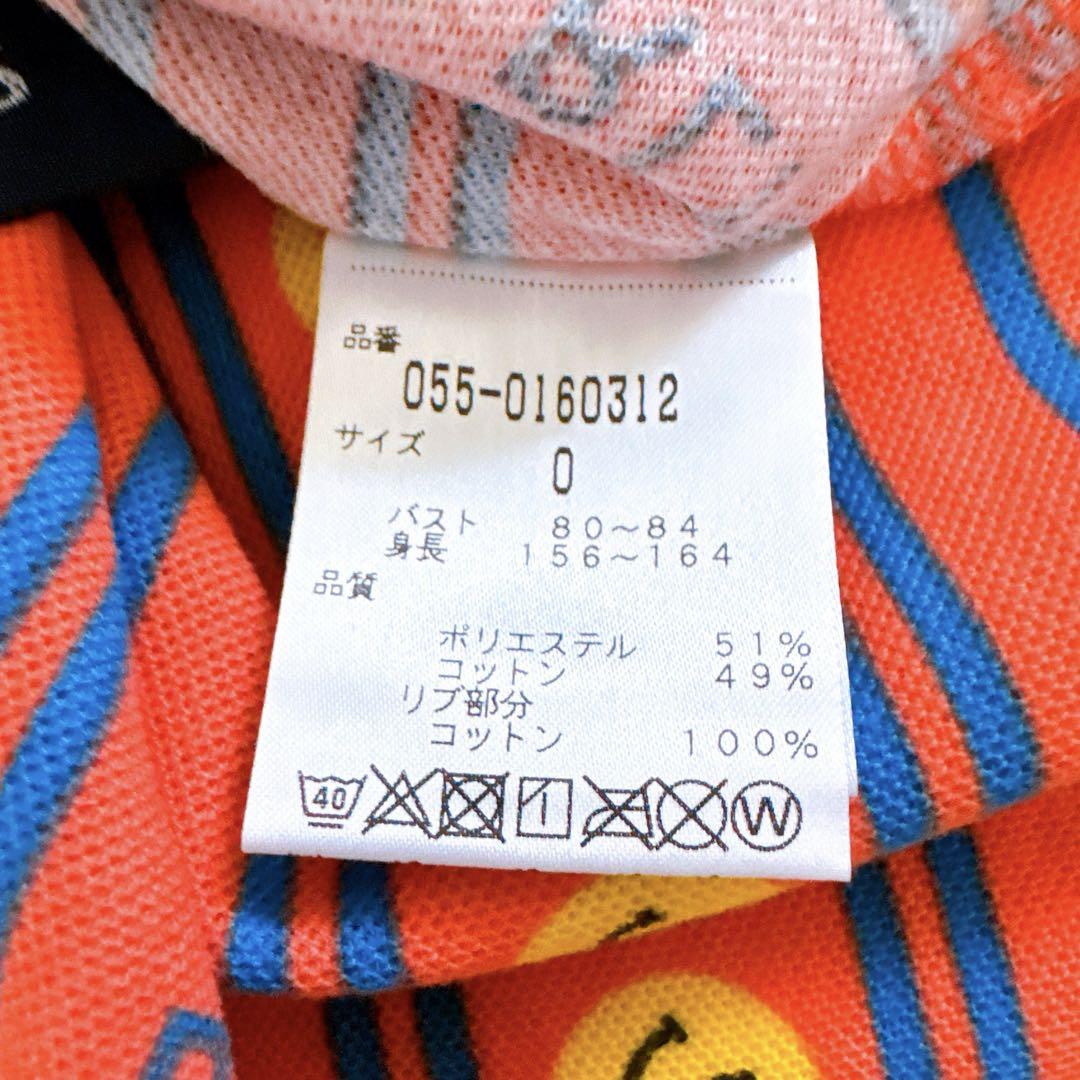 品番
055-0160312
サイズ
0
バスト 80～84
身長 156～164
品質
ポリエステル 51%
コットン 49%
リブ部分
コットン 100%
40
W